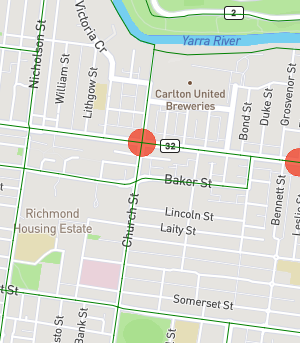 2
Yarra River
Victoria Cr
Nicholson St
William St
Lithgow St
Carlton United
Breweries
Bond St
Duke St
Grosvenor St
32
Baker St
Bennett St
Richmond
Housing Estate
Church St
Lincoln St
Laity St
Somerset St
Bank St